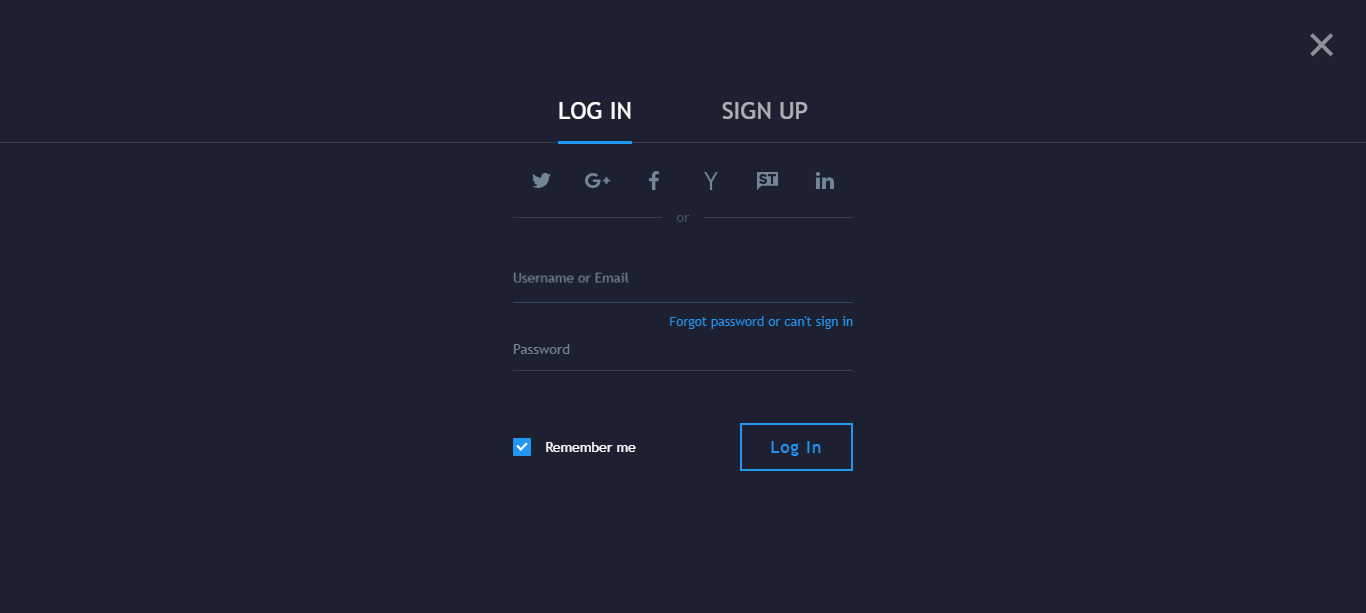 LOG IN SIGN UP
G+ f Y ST in
or
Username or Email
Forgot password or can't sign in
Password
Remember me Log In